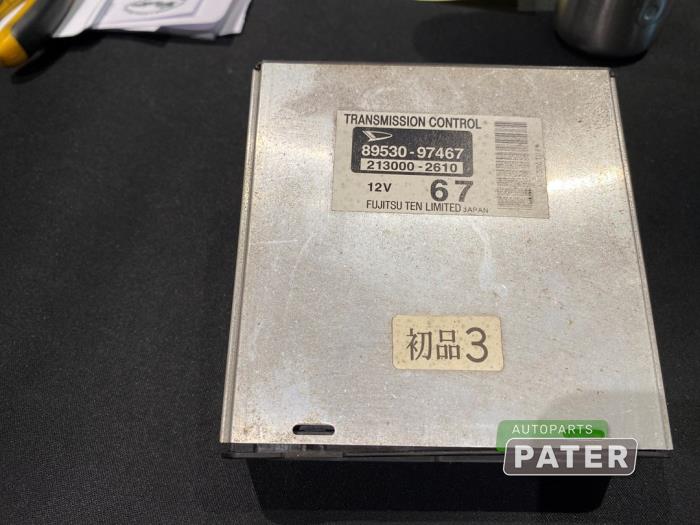 TRANSMISSION CONTROL
89530-97467
213000-2610
12V 67
FUJITSU TEN LIMITED JAPAN
初品3
AUTOPARTS
PATER